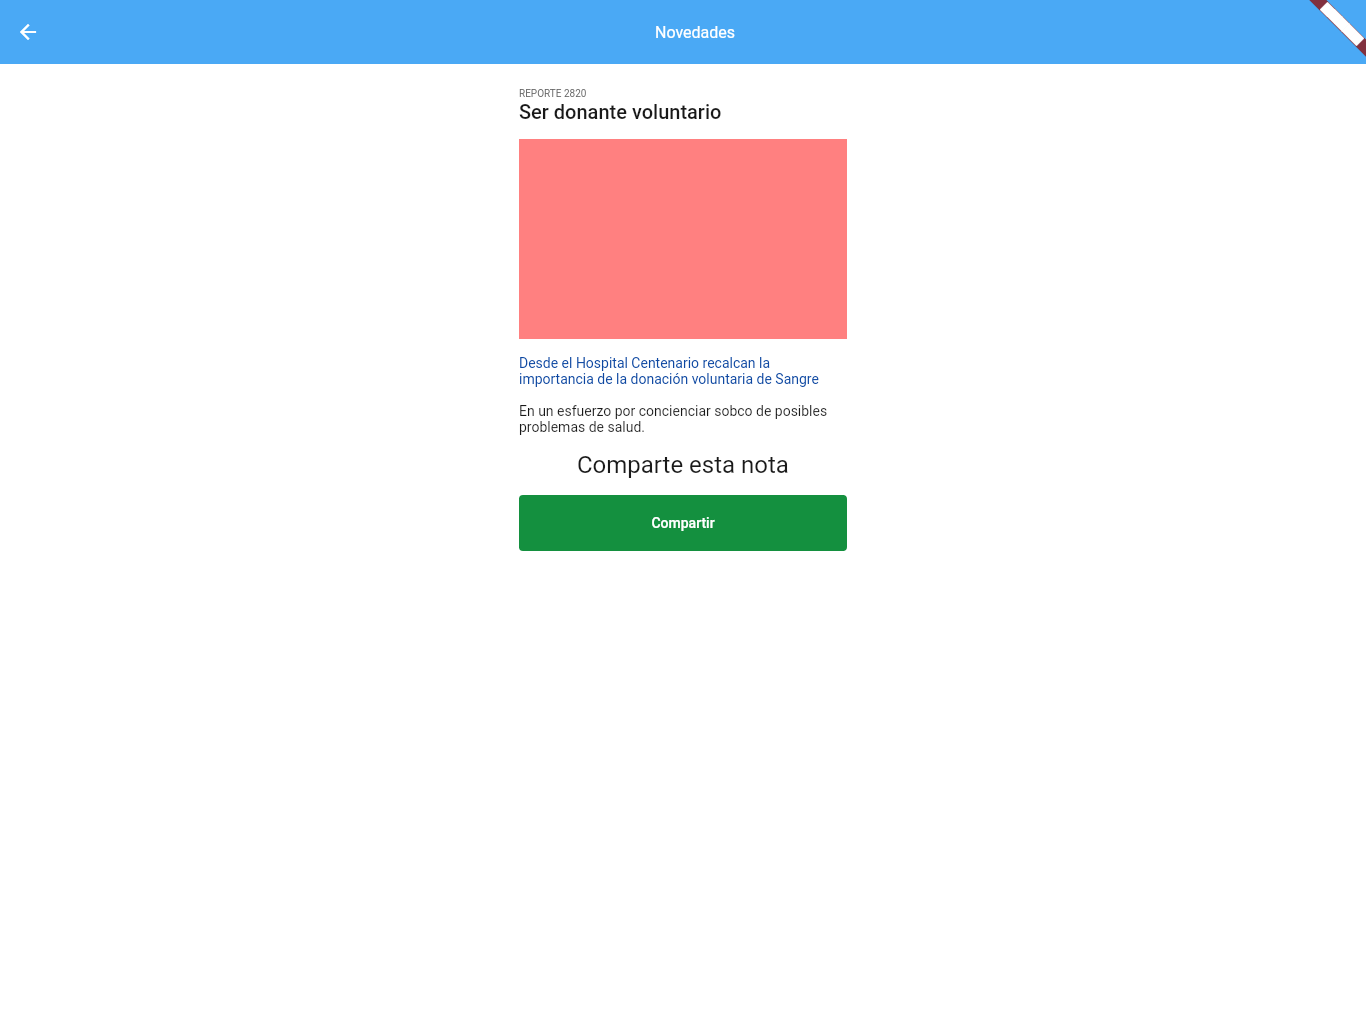 Novedades
REPORTE 2820
Ser donante voluntario
Desde el Hospital Centenario recalcan la
importancia de la donación voluntaria de Sangre
En un esfuerzo por concienciar sobco de posibles
problemas de salud.
Comparte esta nota
Compartir